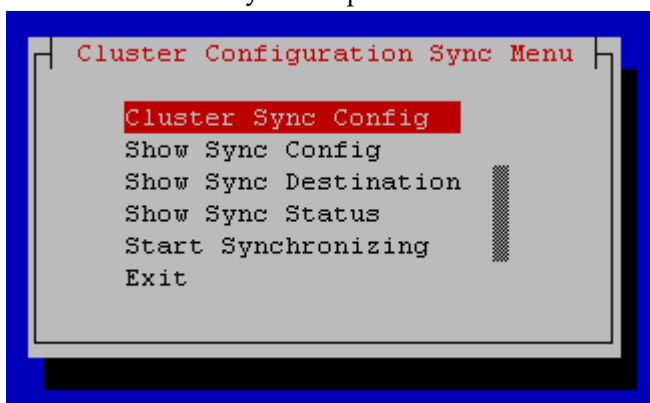 Cluster Configuration Sync Menu
Cluster Sync Config
Show Sync Config
Show Sync Destination
Show Sync Status
Start Synchronizing
Exit